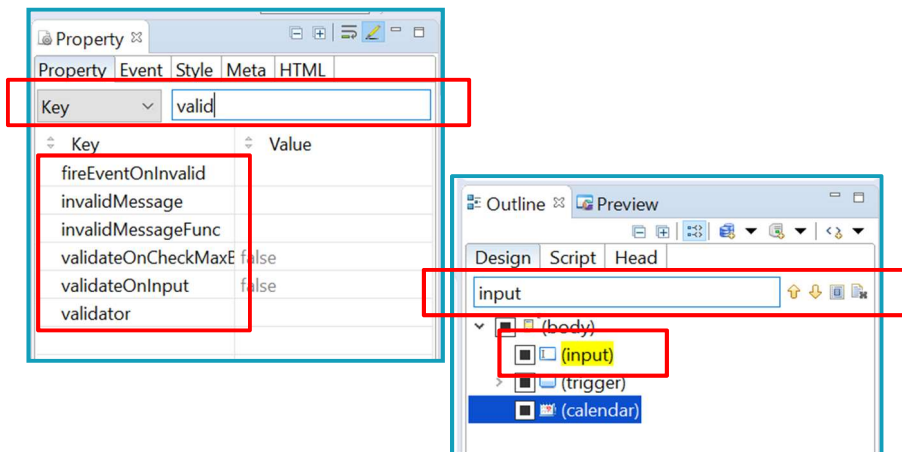 Property
Property Event Style Meta HTML
Key valid
Key Value
fireEventOnInvalid
invalidMessage
invalidMessageFunc
validateOnCheckMaxB false
validateOnInput false
validator
Outline Preview
Design Script Head
input
(body)
(input)
(trigger)
(calendar)